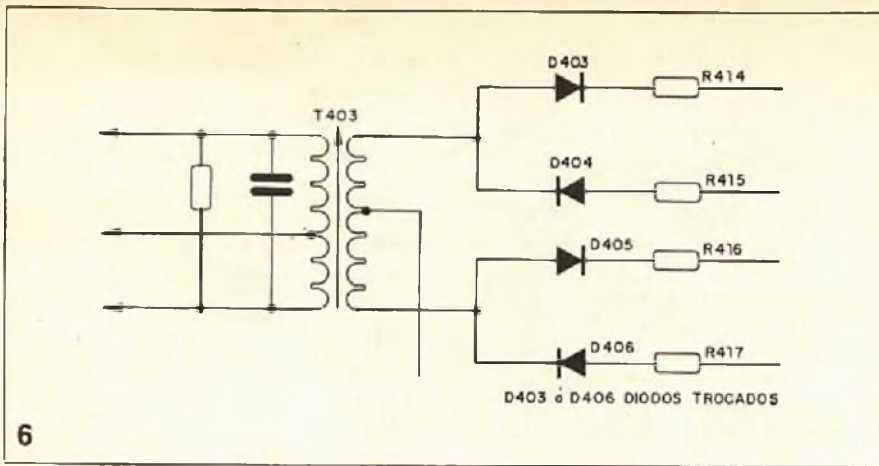 D403
R414
T403
D404
R415
D405
R416
D406
R417
D403 à D406 DIODOS TROCADOS
6